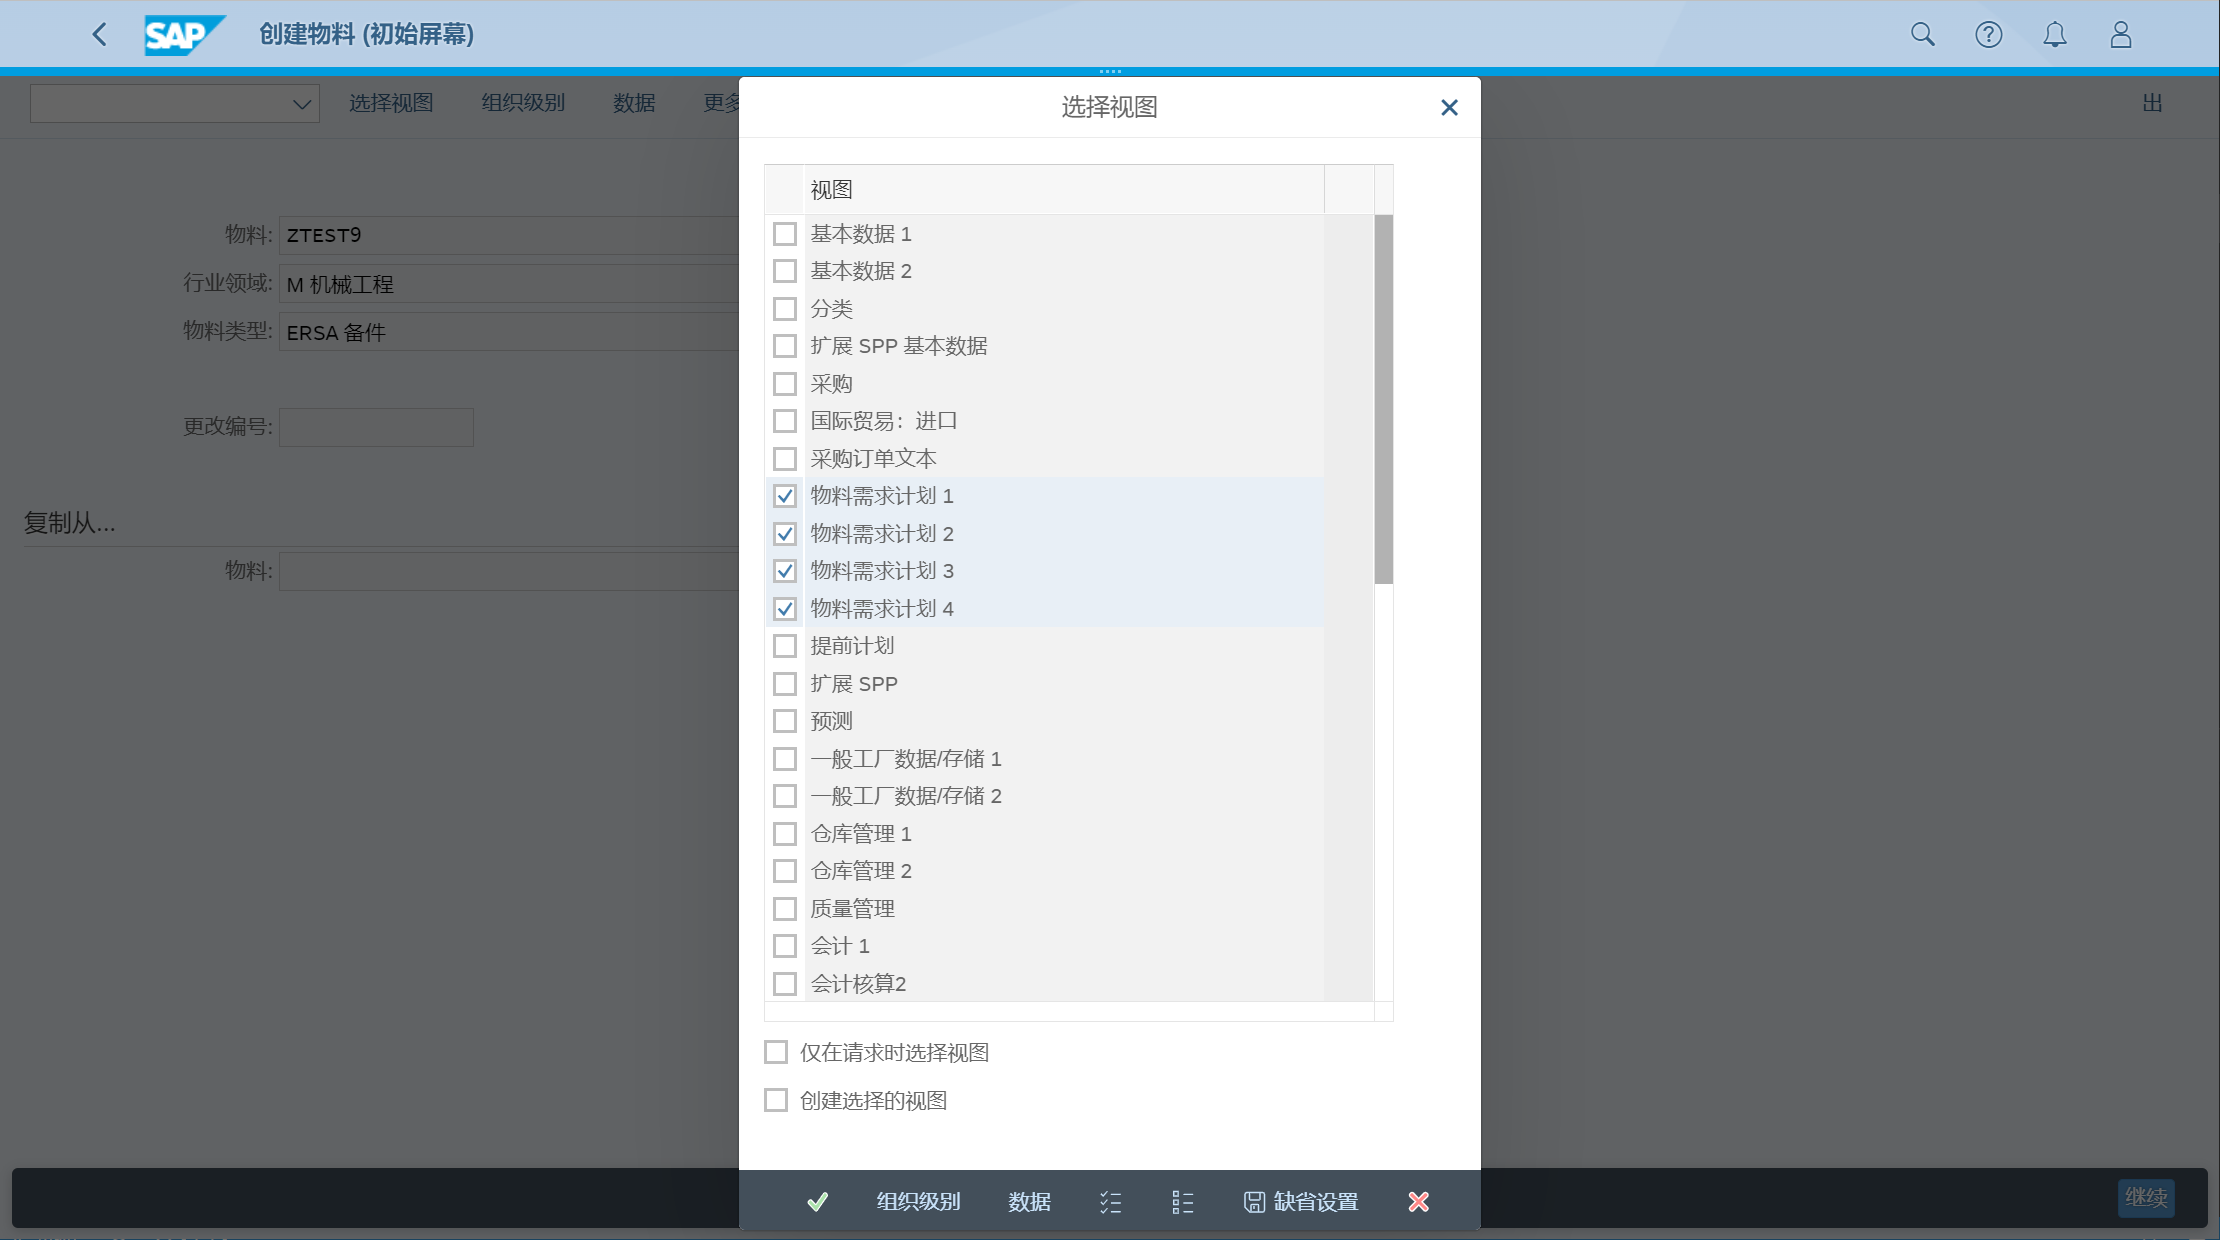 SAP 创建物料 (初始屏幕)
选择视图 组织级别 数据 更多 出
物料: ZTEST9
行业领域: M 机械工程
物料类型: ERSA 备件
更改编号:
复制从...
物料:
选择视图
视图
基本数据 1
基本数据 2
分类
扩展 SPP 基本数据
采购
国际贸易：进口
采购订单文本
物料需求计划 1
物料需求计划 2
物料需求计划 3
物料需求计划 4
提前计划
扩展 SPP
预测
一般工厂数据/存储 1
一般工厂数据/存储 2
仓库管理 1
仓库管理 2
质量管理
会计 1
会计核算2
仅在请求时选择视图
创建选择的视图
组织级别 数据 缺省设置
继续